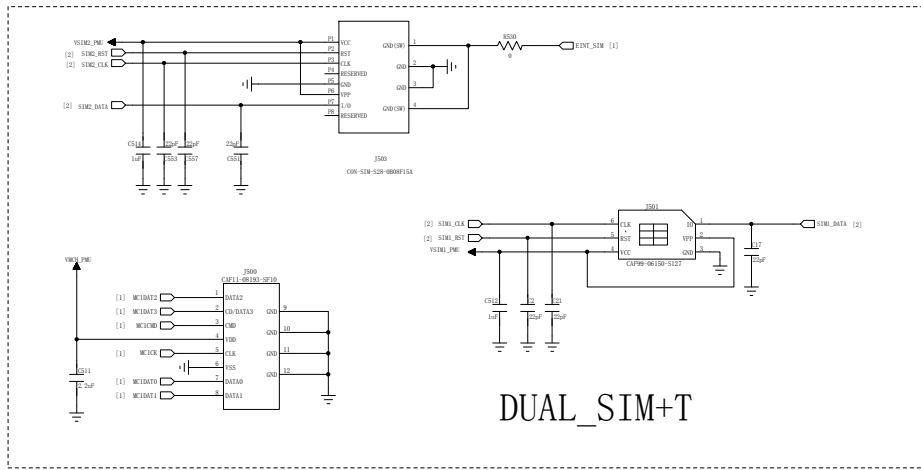 VSIM2_PMU
[2] SIM2_RST
[2] SIM2_CLK
[2] SIM2_DATA
P1 VCC
P2 RST
P3 CLK
P4 RESERVED
P5 GND
P6 VPP
P7 I/O
P8 RESERVED
GND(SW) 1
GND 2
GND 3
GND(SW) 4
R530
0
EINT_SIM [1]
C514
1uF
22pF
C553
22pF
C557
22pF
C551
J503
CON-SIM-S28-0B08F15A
J501
[2] SIM1_CLK
[2] SIM1_RST
VSIM1_PMU
6 CLK
5 RST
4 VCC
IO 1
VPP 2
GND 3
SIM1_DATA [2]
CAF99-06150-S127
C17
22pF
C512
1uF
C2
22pF
C21
22pF
VMCH_PMU
J500
CAF11-08193-SF10
[1] MC1DAT2
[1] MC1DAT3
[1] MC1CMD
[1] MC1CK
[1] MC1DAT0
[1] MC1DAT1
1 DATA2
2 CD/DATA3
3 CMD
4 VDD
5 CLK
6 VSS
7 DATA0
8 DATA1
GND 9
GND 10
GND 11
GND 12
C511
2.2uF
DUAL_SIM+T